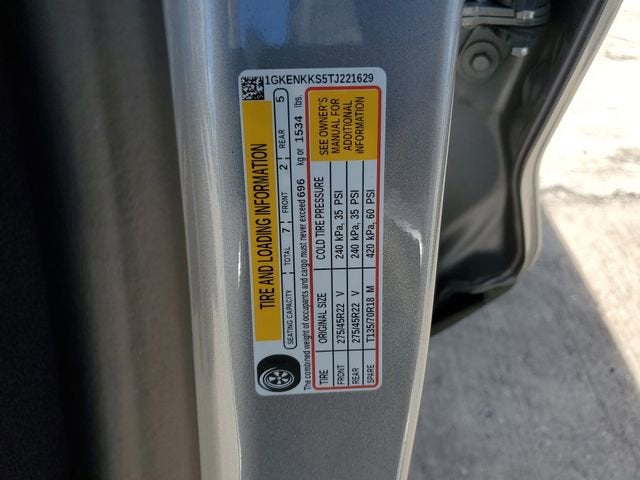 1GKENKKS5TJ221629
TIRE AND LOADING INFORMATION
SEATING CAPACITY TOTAL 7 FRONT 2 REAR 5
The combined weight of occupants and cargo must never exceed 696 kg or 1534 lbs.
TIRE ORIGINAL SIZE COLD TIRE PRESSURE
FRONT 275/45R22 V 240 kPa, 35 PSI
REAR 275/45R22 V 240 kPa, 35 PSI
SPARE T135/70R18 M 420 kPa, 60 PSI
SEE OWNER'S
MANUAL FOR
ADDITIONAL
INFORMATION